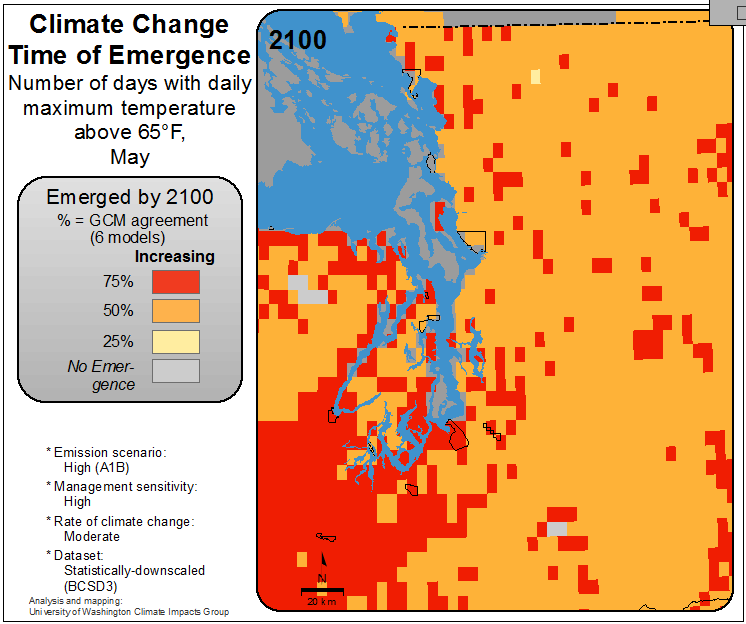 Climate Change
Time of Emergence
Number of days with daily
maximum temperature
above 65°F,
May
Emerged by 2100
% = GCM agreement
(6 models)
Increasing
75%
50%
25%
No Emer-
gence
* Emission scenario:
High (A1B)
* Management sensitivity:
High
* Rate of climate change:
Moderate
* Dataset:
Statistically-downscaled
(BCSD3)
Analysis and mapping:
University of Washington Climate Impacts Group
2100
N
20 km